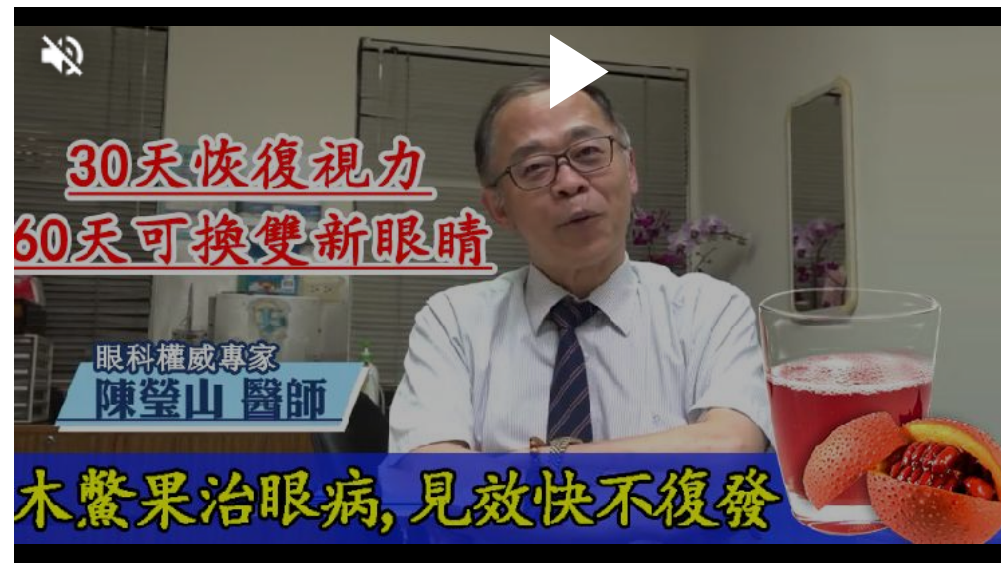 30天恢復視力
60天可換雙新眼睛
眼科權威專家
陳瑩山 醫師
木鱉果治眼病,見效快不復發